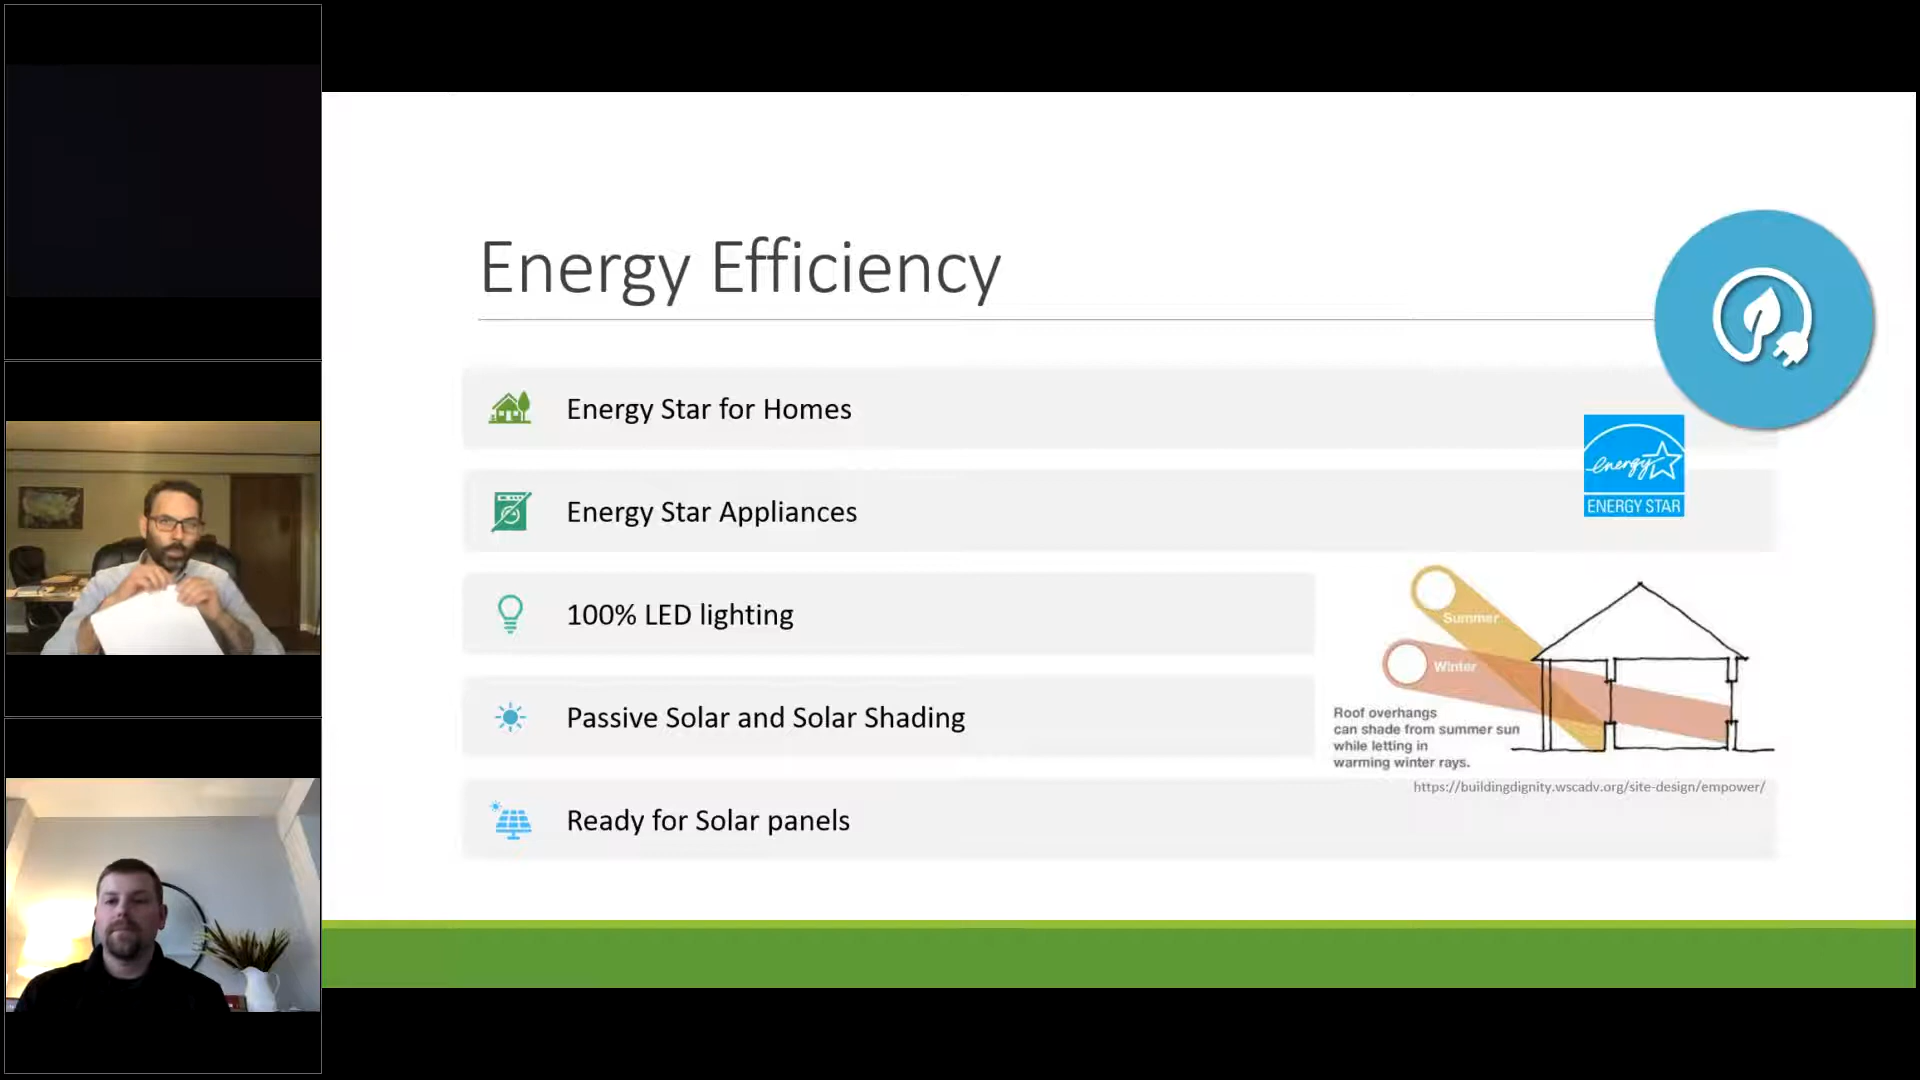 Energy Efficiency
Energy Star for Homes
energy
ENERGY STAR
Energy Star Appliances
100% LED lighting
Summer
Winter
Roof overhangs
can shade from summer sun
while letting in
warming winter rays.
https://buildingdignity.wscadv.org/site-design/empower/
Passive Solar and Solar Shading
Ready for Solar panels